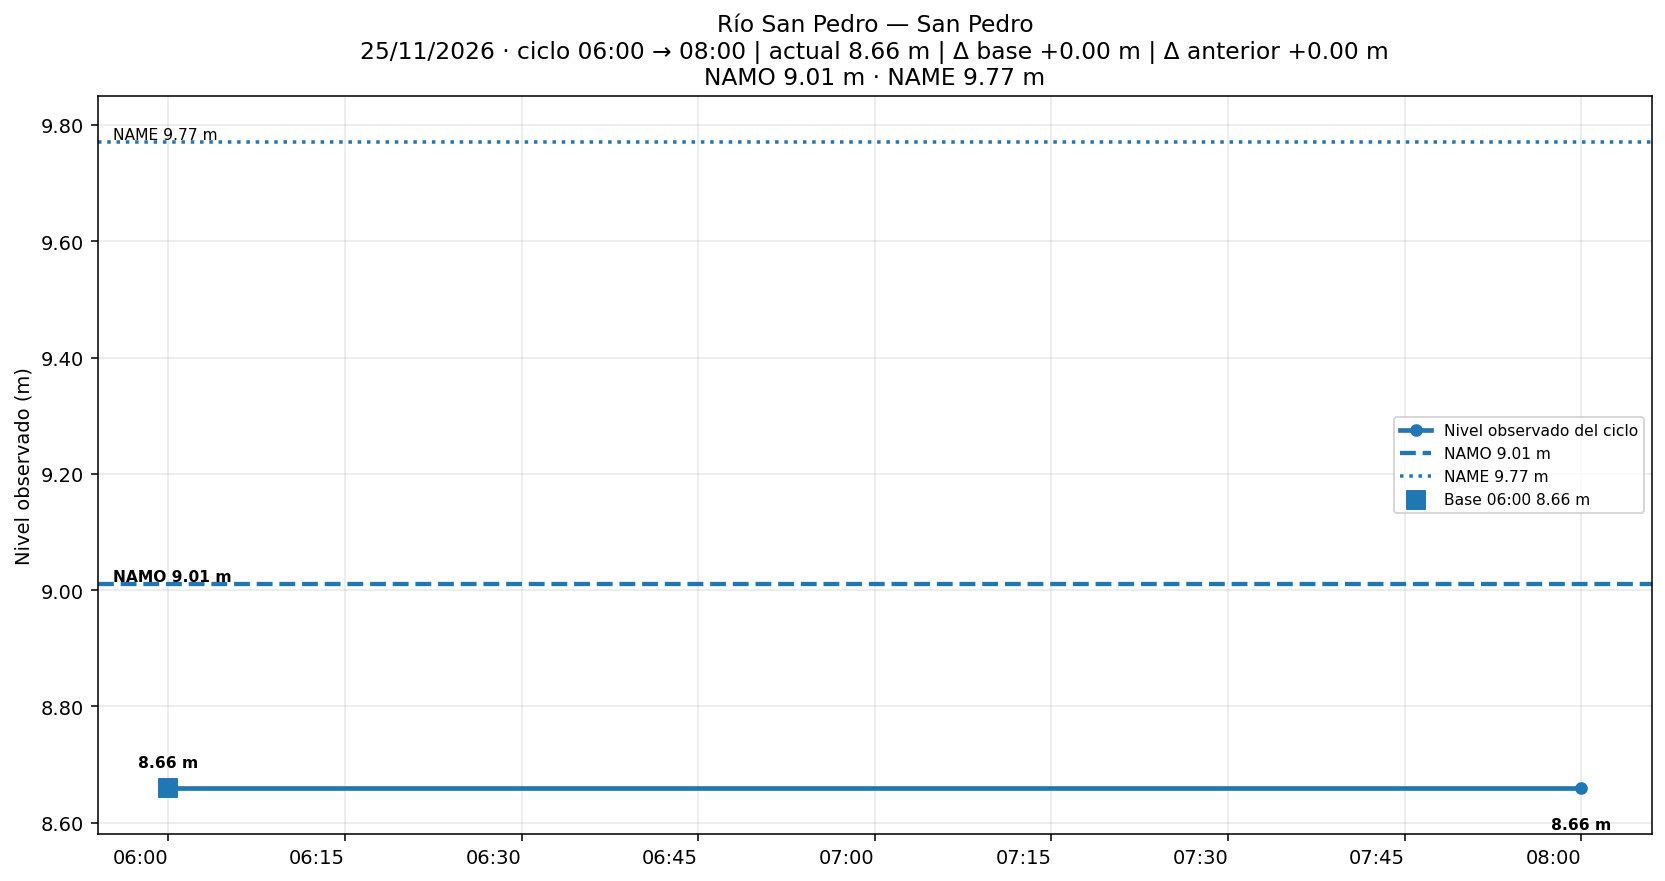 Río San Pedro — San Pedro
25/11/2026 · ciclo 06:00 → 08:00 | actual 8.66 m | Δ base +0.00 m | Δ anterior +0.00 m
NAMO 9.01 m · NAME 9.77 m
Nivel observado (m)
9.80
9.60
9.40
9.20
9.00
8.80
8.60
NAME 9.77 m
NAMO 9.01 m
8.66 m
8.66 m
Nivel observado del ciclo
NAMO 9.01 m
NAME 9.77 m
Base 06:00 8.66 m
06:00
06:15
06:30
06:45
07:00
07:15
07:30
07:45
08:00